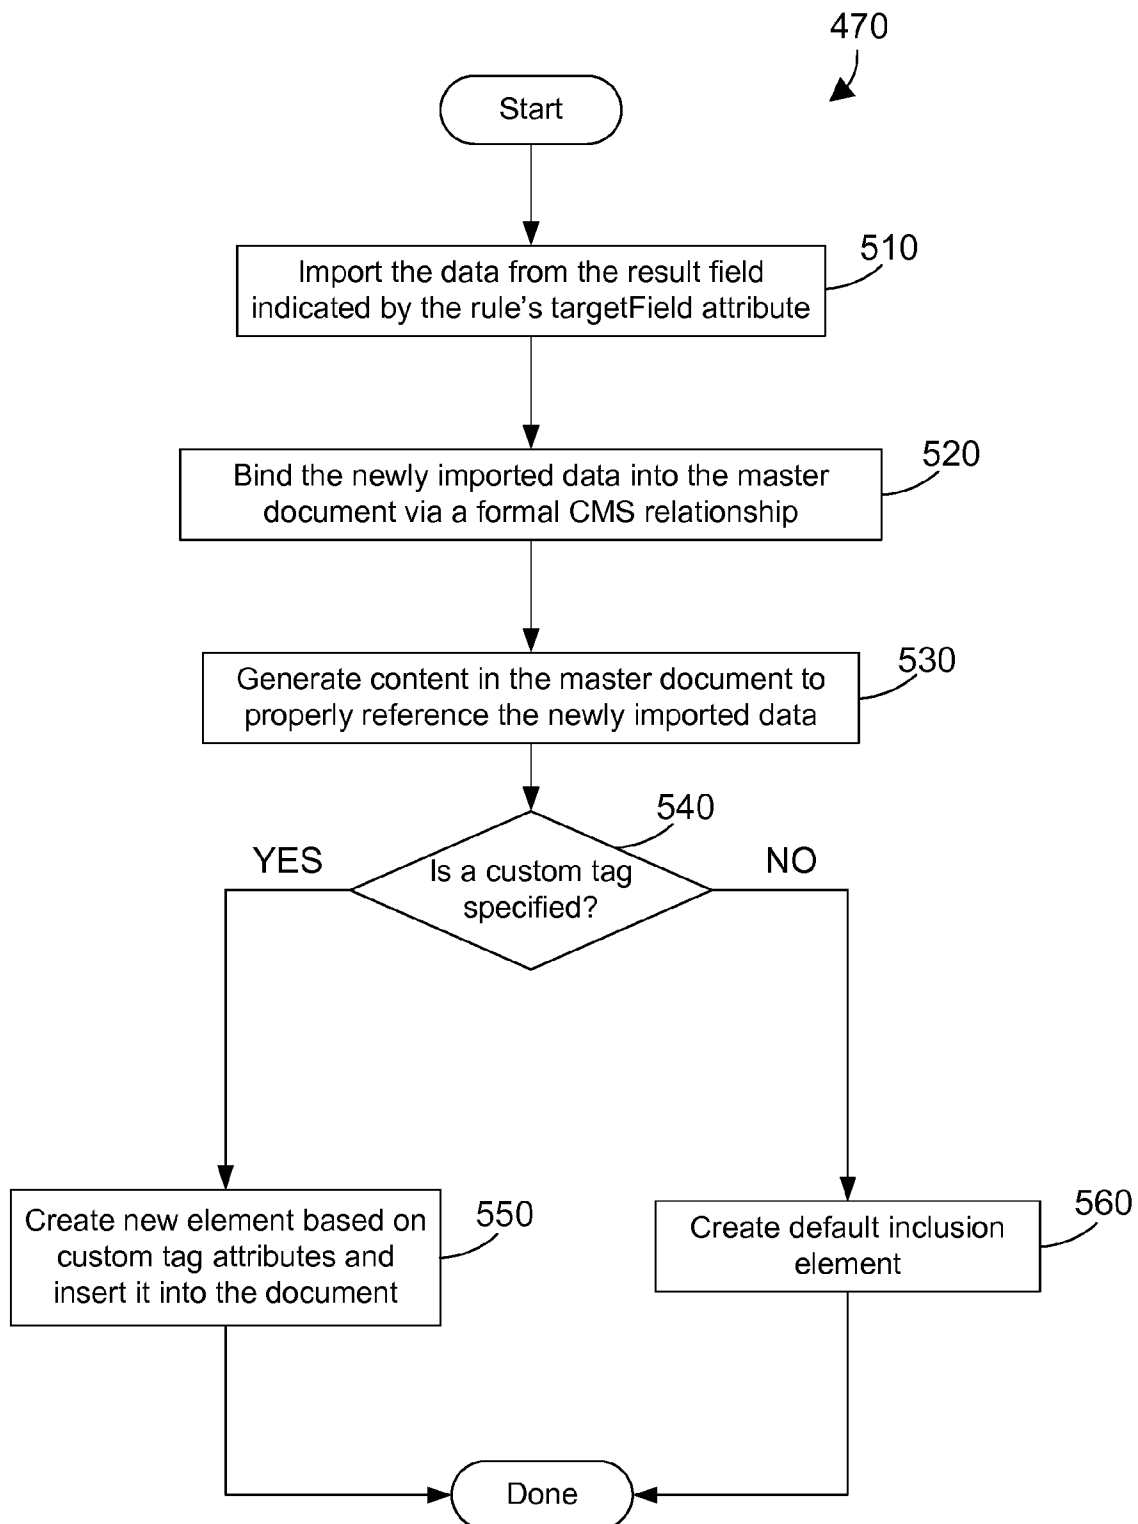 470
Start
510
Import the data from the result field
indicated by the rule's targetField attribute
520
Bind the newly imported data into the master
document via a formal CMS relationship
530
Generate content in the master document to
properly reference the newly imported data
540
YES
NO
Is a custom tag
specified?
550
Create new element based on
custom tag attributes and
insert it into the document
560
Create default inclusion
element
Done